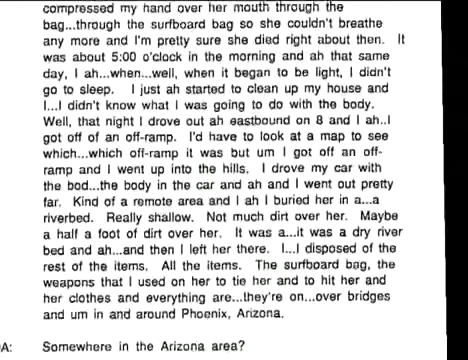 compressed my hand over her mouth through the
bag...through the surfboard bag so she couldn't breathe
any more and I'm pretty sure she died right about then. It
was about 5:00 o'clock in the morning and ah that same
day, I ah...when...well, when it began to be light, I didn't
go to sleep. I just ah started to clean up my house and
I...I didn't know what I was going to do with the body.
Well, that night I drove out ah eastbound on 8 and I ah..I
got off of an off-ramp. I'd have to look at a map to see
which...which off-ramp it was but um I got off an off-
ramp and I went up into the hills. I drove my car with
the bod...the body in the car and ah and I went out pretty
far. Kind of a remote area and I ah I buried her in a...a
riverbed. Really shallow. Not much dirt over her. Maybe
a half a foot of dirt over her. It was a...it was a dry river
bed and ah...and then I left her there. I...I disposed of the
rest of the items. All the items. The surfboard bag, the
weapons that I used on her to tie her and to hit her and
her clothes and everything are...they're on...over bridges
and um in and around Phoenix, Arizona.
A: Somewhere in the Arizona area?